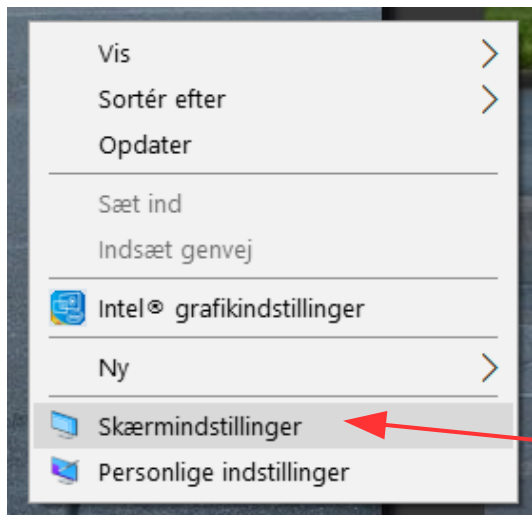 Vis
Sortér efter
Opdater
Sæt ind
Indsæt genvej
Intel® grafikindstillinger
Ny
Skærmindstillinger
Personlige indstillinger